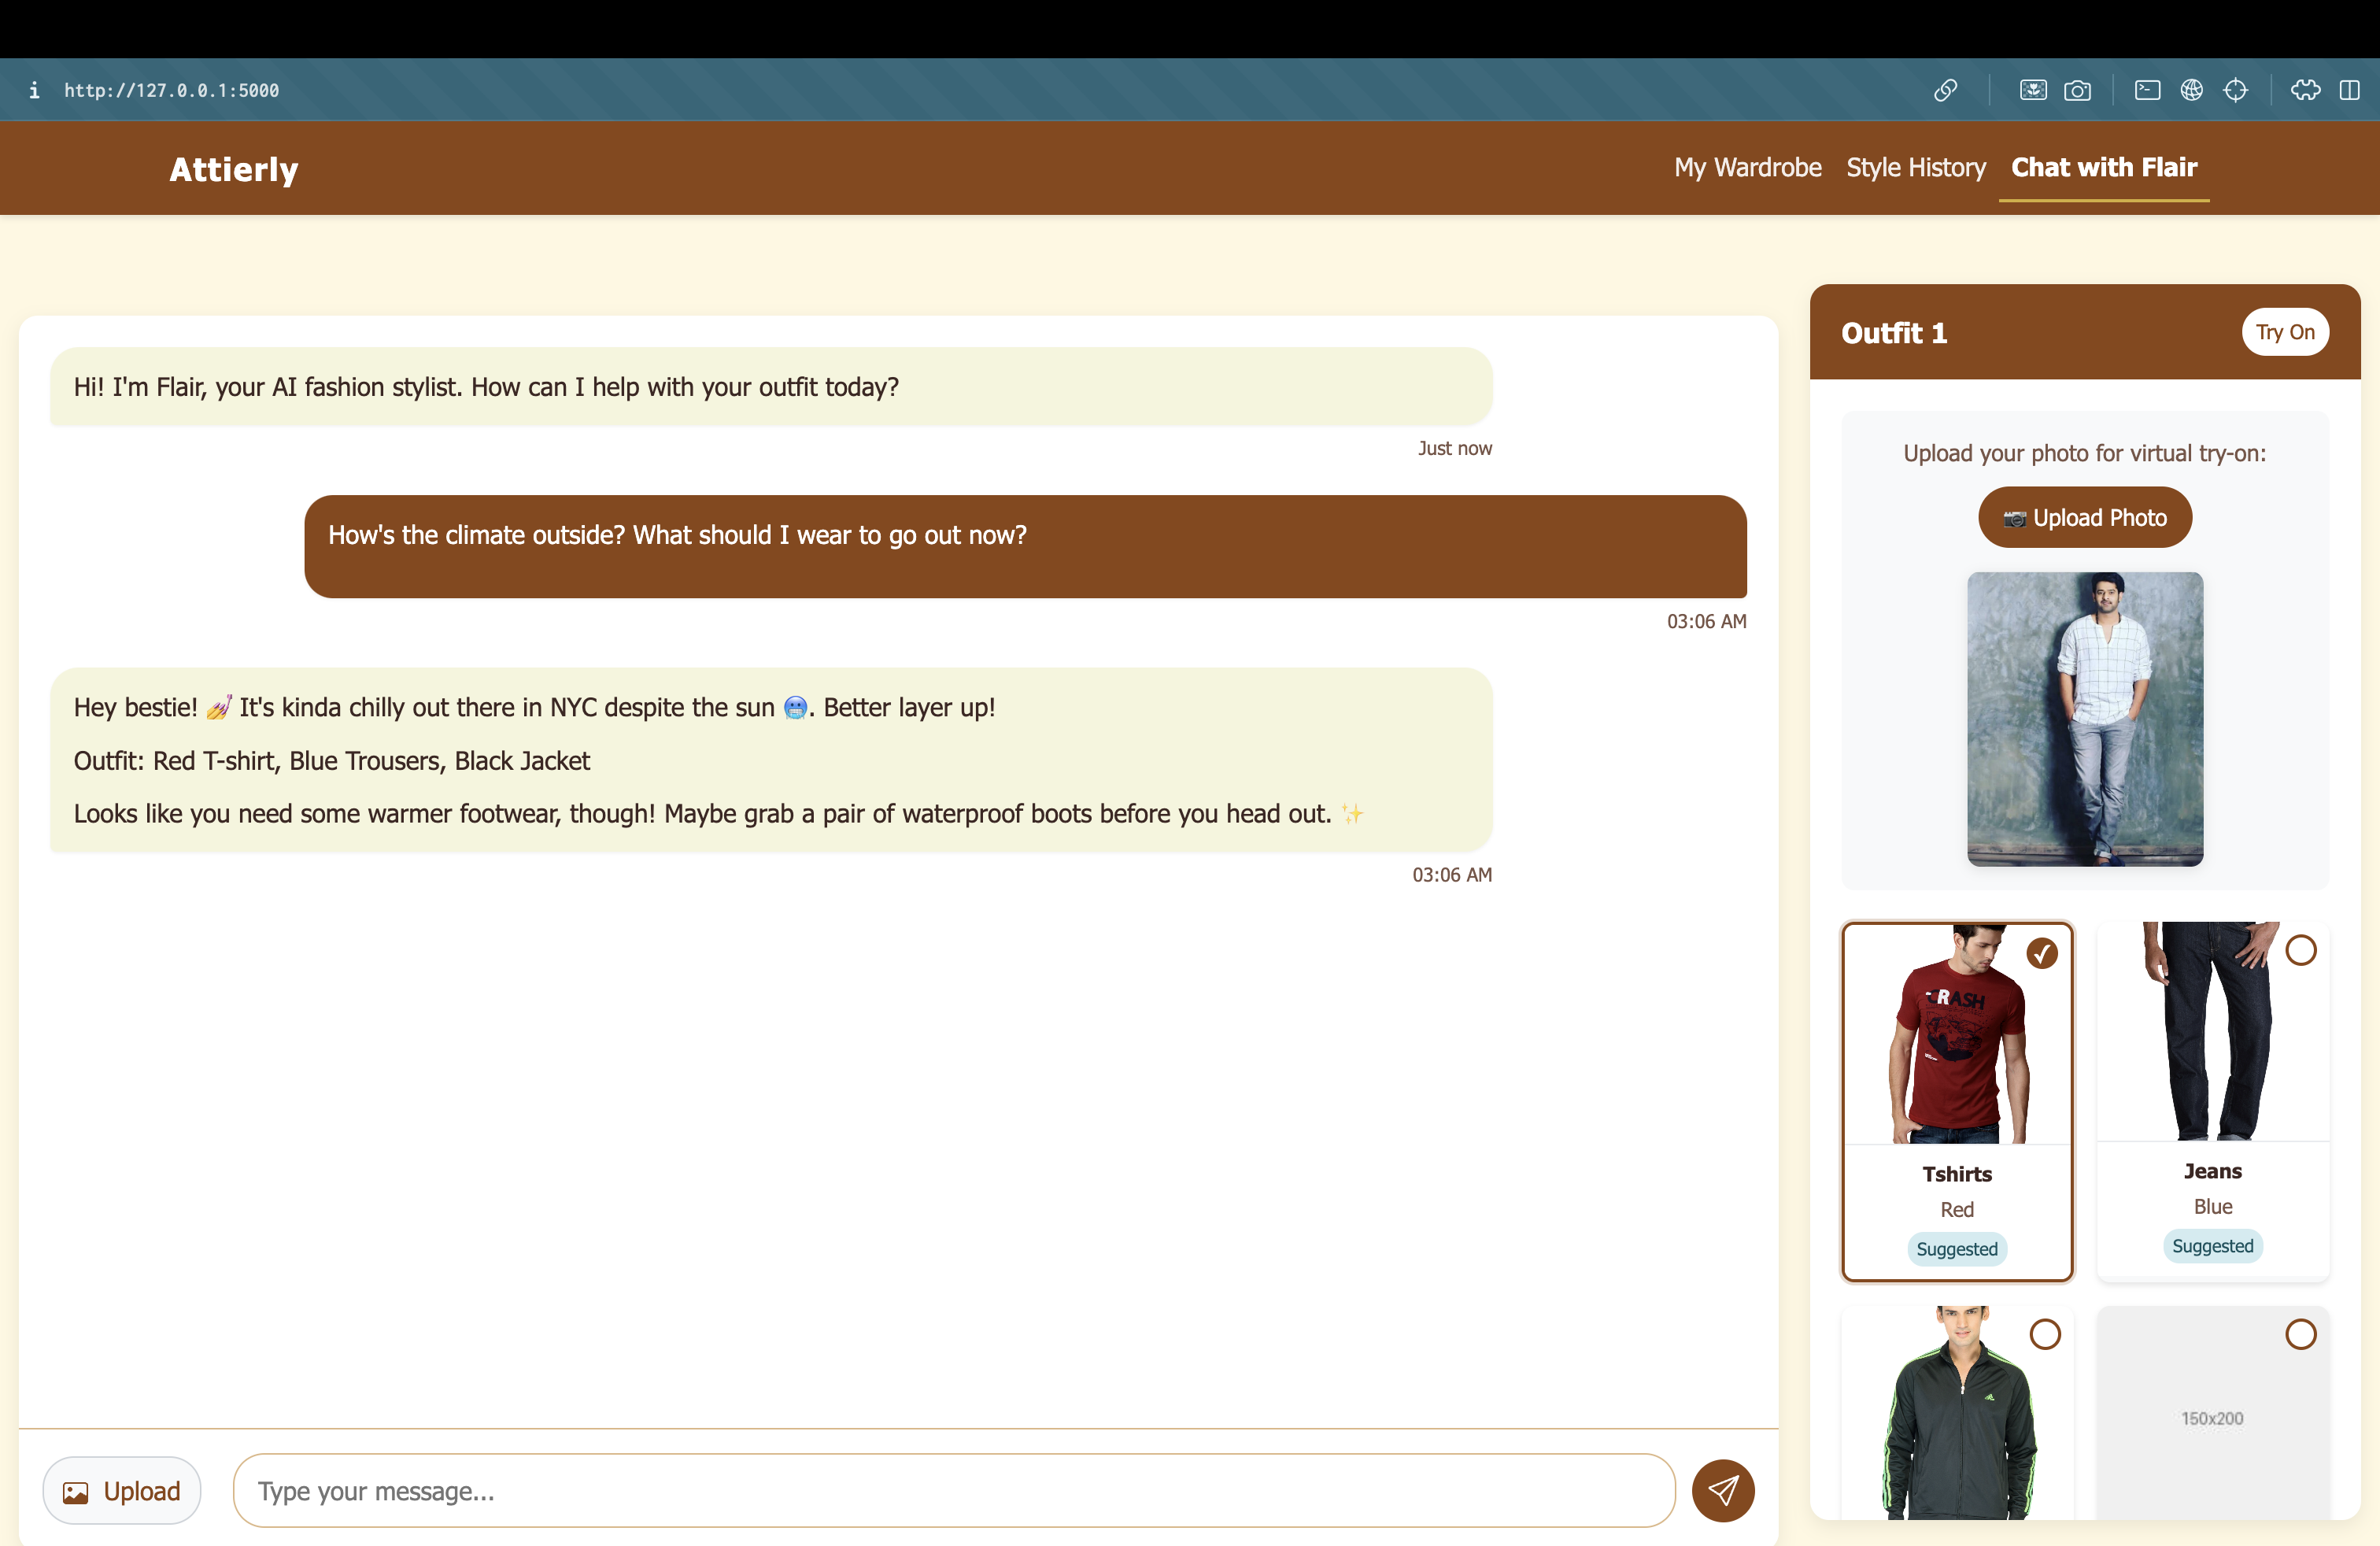 http://127.0.0.1:5000
Attierly
My Wardrobe Style History Chat with Flair
Hi! I'm Flair, your AI fashion stylist. How can I help with your outfit today?
Just now
How's the climate outside? What should I wear to go out now?
03:06 AM
Hey bestie! 💅 It's kinda chilly out there in NYC despite the sun 🥶. Better layer up!
Outfit: Red T-shirt, Blue Trousers, Black Jacket
Looks like you need some warmer footwear, though! Maybe grab a pair of waterproof boots before you head out. ✨
03:06 AM
Upload
Type your message...
Outfit 1
Try On
Upload your photo for virtual try-on:
📷 Upload Photo
CRASH
Tshirts
Red
Suggested
Jeans
Blue
Suggested
150x200